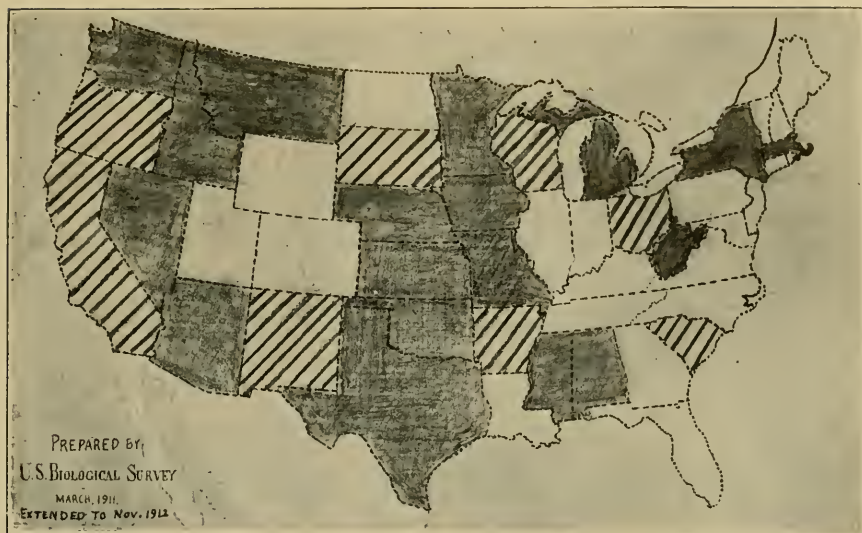 PREPARED BY
U.S. BIOLOGICAL SURVEY
MARCH, 1911.
EXTENDED TO NOV. 1912